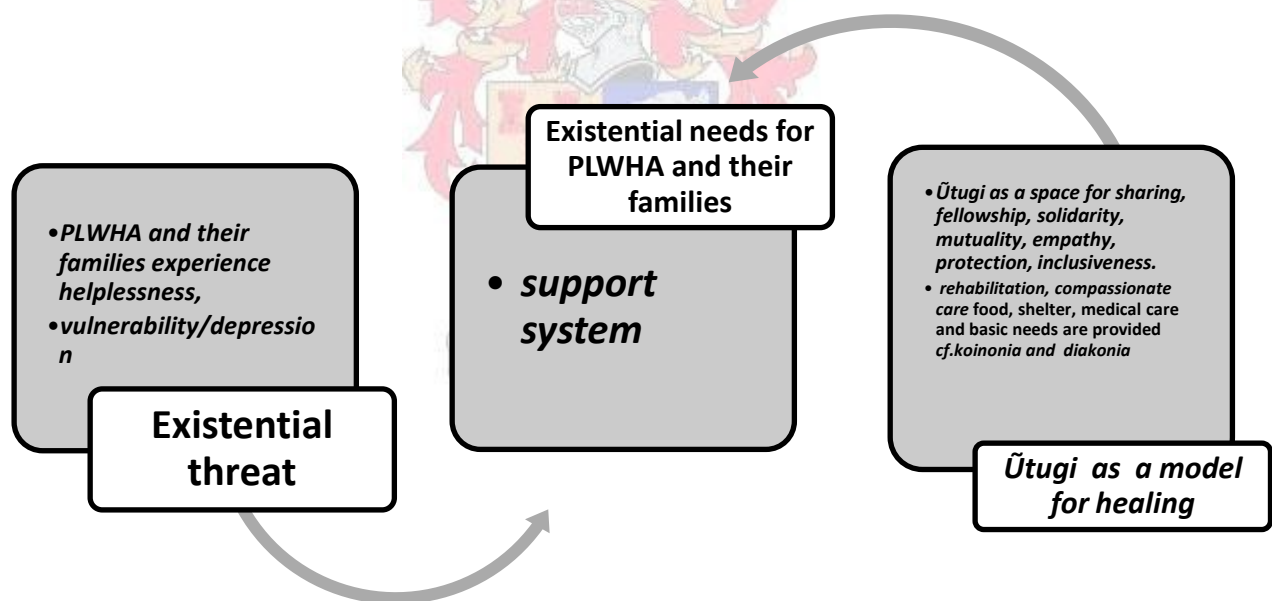 •PLWHA and their
families experience
helplessness,
•vulnerability/depressio
n
Existential
threat
Existential needs for
PLWHA and their
families
• support
system
•Ũtugi as a space for sharing,
fellowship, solidarity,
mutuality, empathy,
protection, inclusiveness.
• rehabilitation, compassionate
care food, shelter, medical care
and basic needs are provided
cf.koinonia and diakonia
Ũtugi as a model
for healing